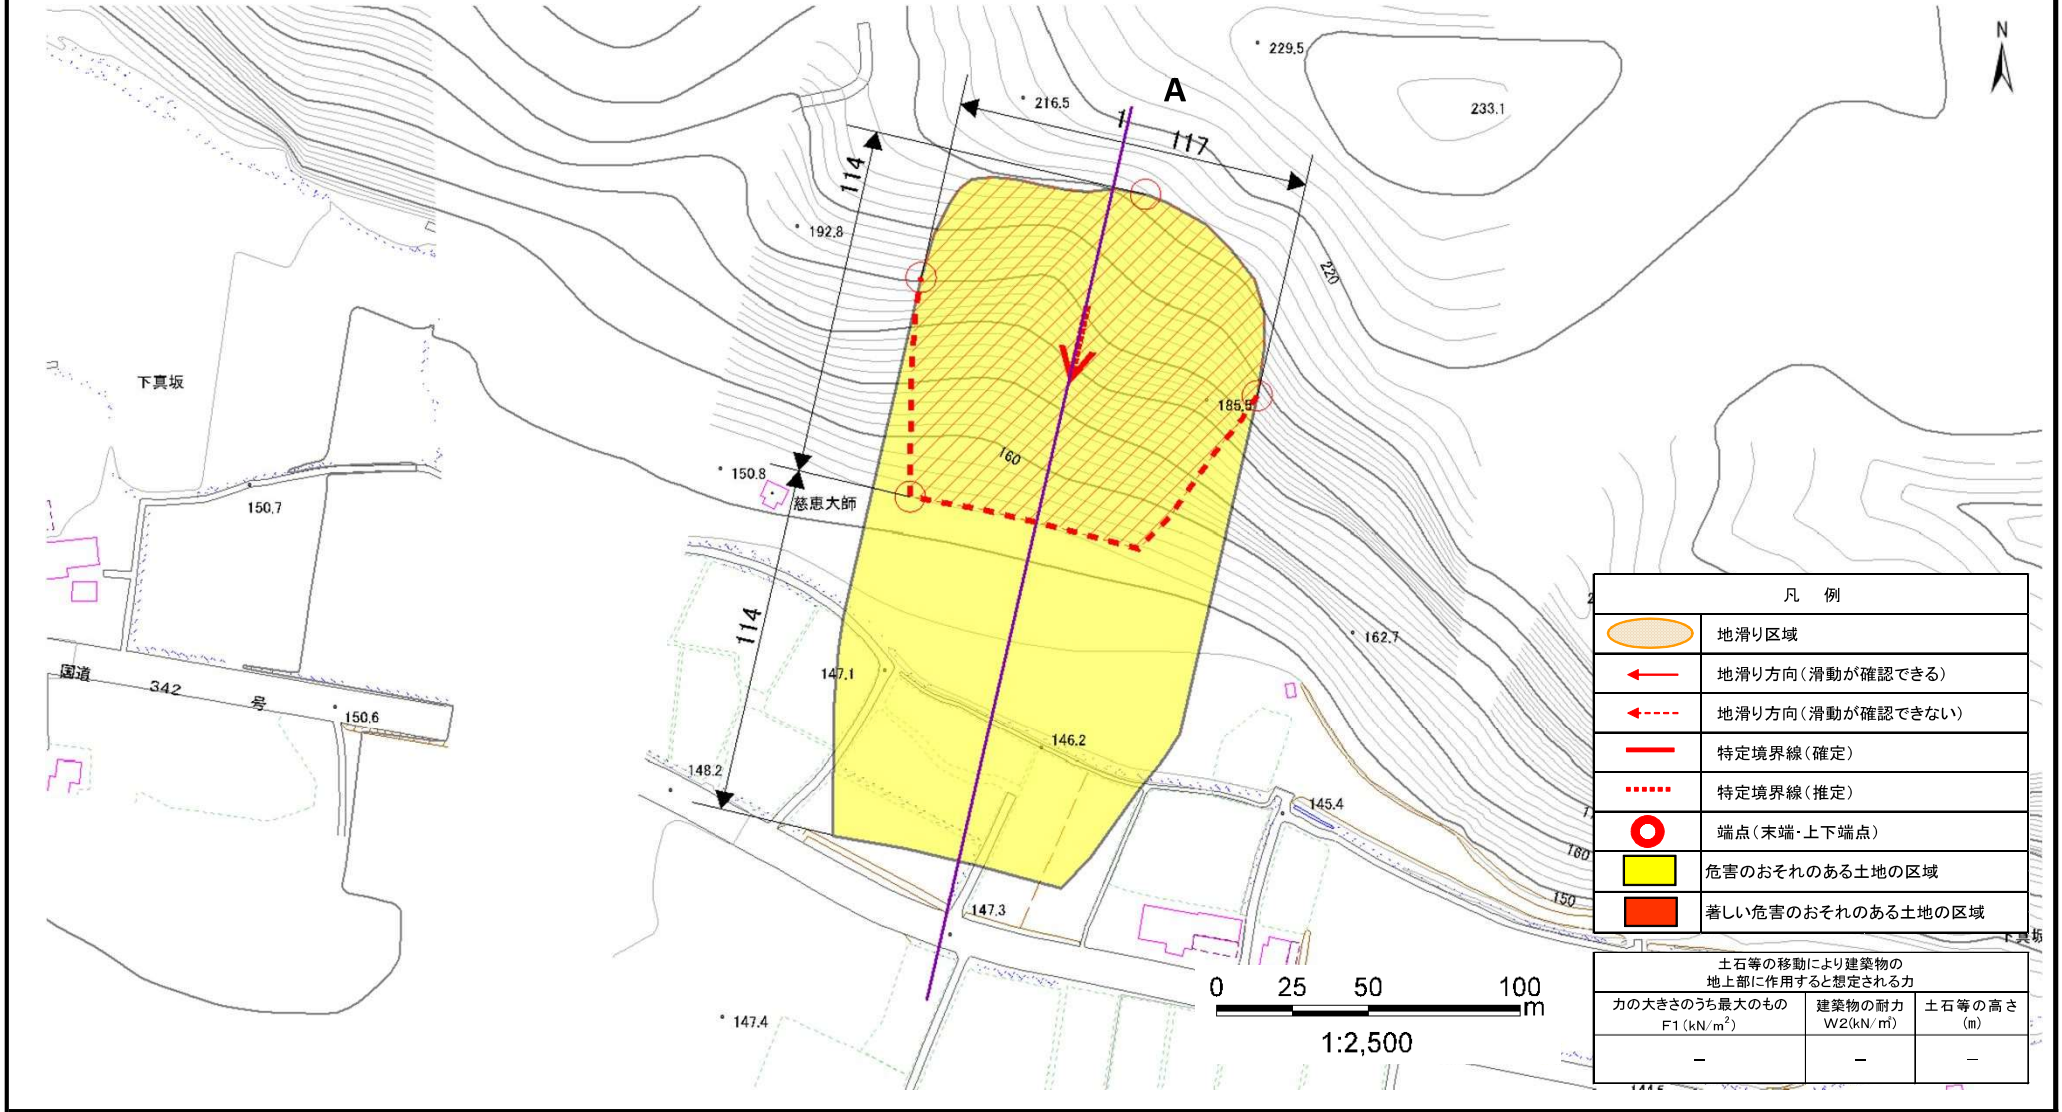 N
229.5
A
216.5
233.1
1
117
114
192.8
220
下真坂
185.5
160
150.8
慈恵大師
150.7
114
162.7
147.1
国道
342
号
150.6
146.2
148.2
145.4
160
150
147.3
下真坂
147.4
0 25 50 100
m
1:2,500
凡 例
地滑り区域
地滑り方向(滑動が確認できる)
地滑り方向(滑動が確認できない)
特定境界線(確定)
特定境界線(推定)
端点(末端・上下端点)
危害のおそれのある土地の区域
著しい危害のおそれのある土地の区域
土石等の移動により建築物の
地上部に作用すると想定される力
力の大きさのうち最大のもの
F1(kN/m²)
建築物の耐力
W2(kN/㎡)
土石等の高さ
(m)
− − −